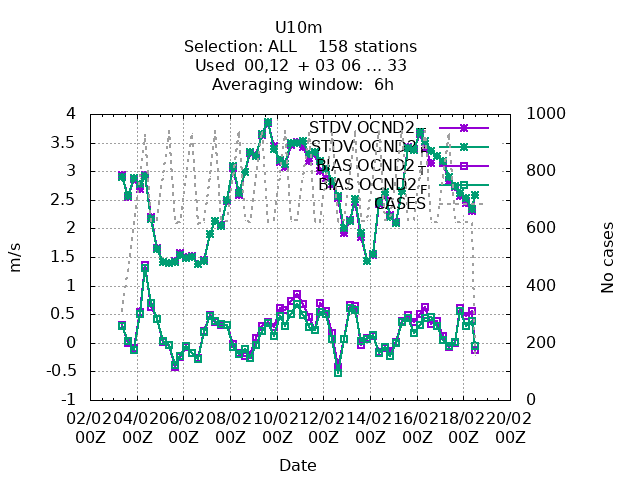 U10m
Selection: ALL    158 stations
Used  00,12  + 03 06 ... 33
Averaging window:  6h
4
3.5
3
2.5
2
1.5
1
0.5
0
-0.5
-1
m/s
1000
800
600
400
200
0
No cases
STDV OCND2
STDV OCND2
BIAS OCND2
BIAS OCND2 F
CASES
02/02 04/02 06/02 08/02 10/02 12/02 14/02 16/02 18/02 20/02
00Z 00Z 00Z 00Z 00Z 00Z 00Z 00Z 00Z 00Z
Date